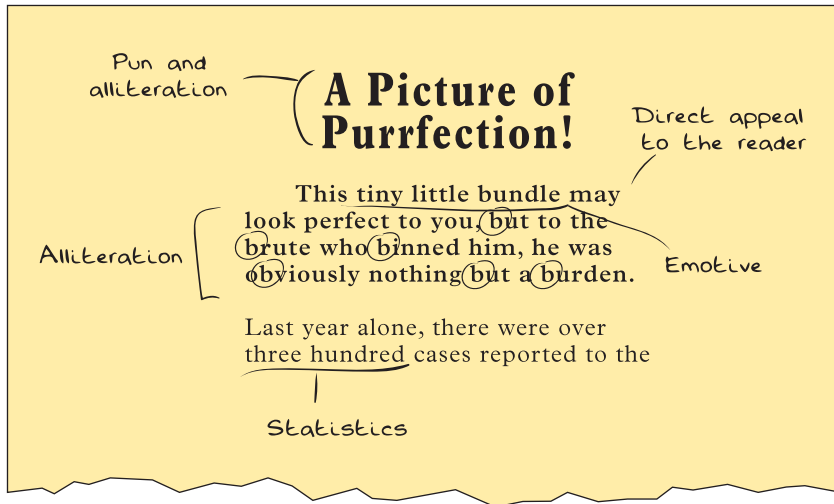 Pun and
alliteration
A Picture of
Purrfection!
Direct appeal
to the reader
This tiny little bundle may
look perfect to you, but to the
brute who binned him, he was
obviously nothing but a burden.
Alliteration
Emotive
Last year alone, there were over
three hundred cases reported to the
Statistics